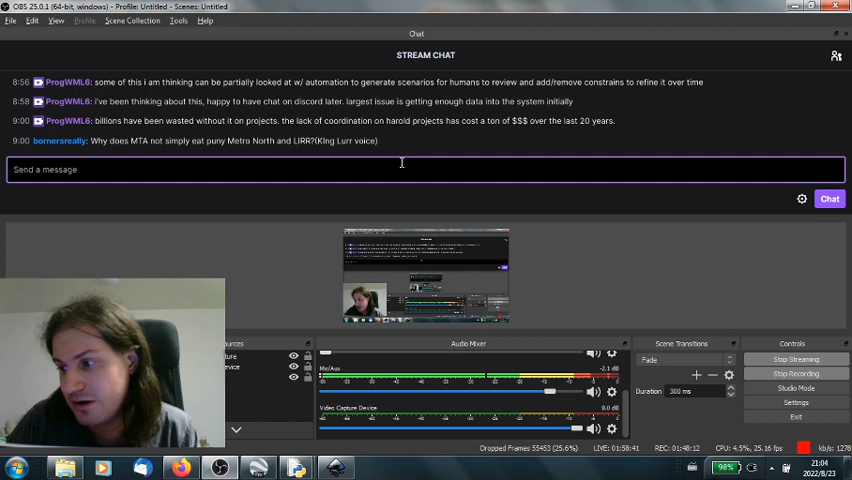 OBS 25.0.1 (64-bit, windows) - Profile: Untitled - Scenes: Untitled
File Edit View Profile Scene Collection Tools Help
Chat
STREAM CHAT
8:56 ProgWML6: some of this i am thinking can be partially looked at w/ automation to generate scenarios for humans to review and add/remove constrains to refine it over time
8:58 ProgWML6: i've been thinking about this, happy to have chat on discord later. largest issue is getting enough data into the system initially
9:00 ProgWML6: billions have been wasted without it on projects. the lack of coordination on harold projects has cost a ton of $$$ over the last 20 years.
9:00 bornersreally: Why does MTA not simply eat puny Metro North and LIRR?(KIng Lurr voice)
Send a message
Chat
ources Audio Mixer Scene Transitions Controls
Mic/Aux -2.1 dB
Video Capture Device 0.0 dB
Fade
Duration 300 ms
Stop Streaming
Stop Recording
Studio Mode
Settings
Exit
Dropped Frames 55453 (25.6%) LIVE: 01:58:41 REC: 01:48:12 CPU: 4.5%, 25.16 fps kb/s: 1278
98% 21:04
2022/8/23